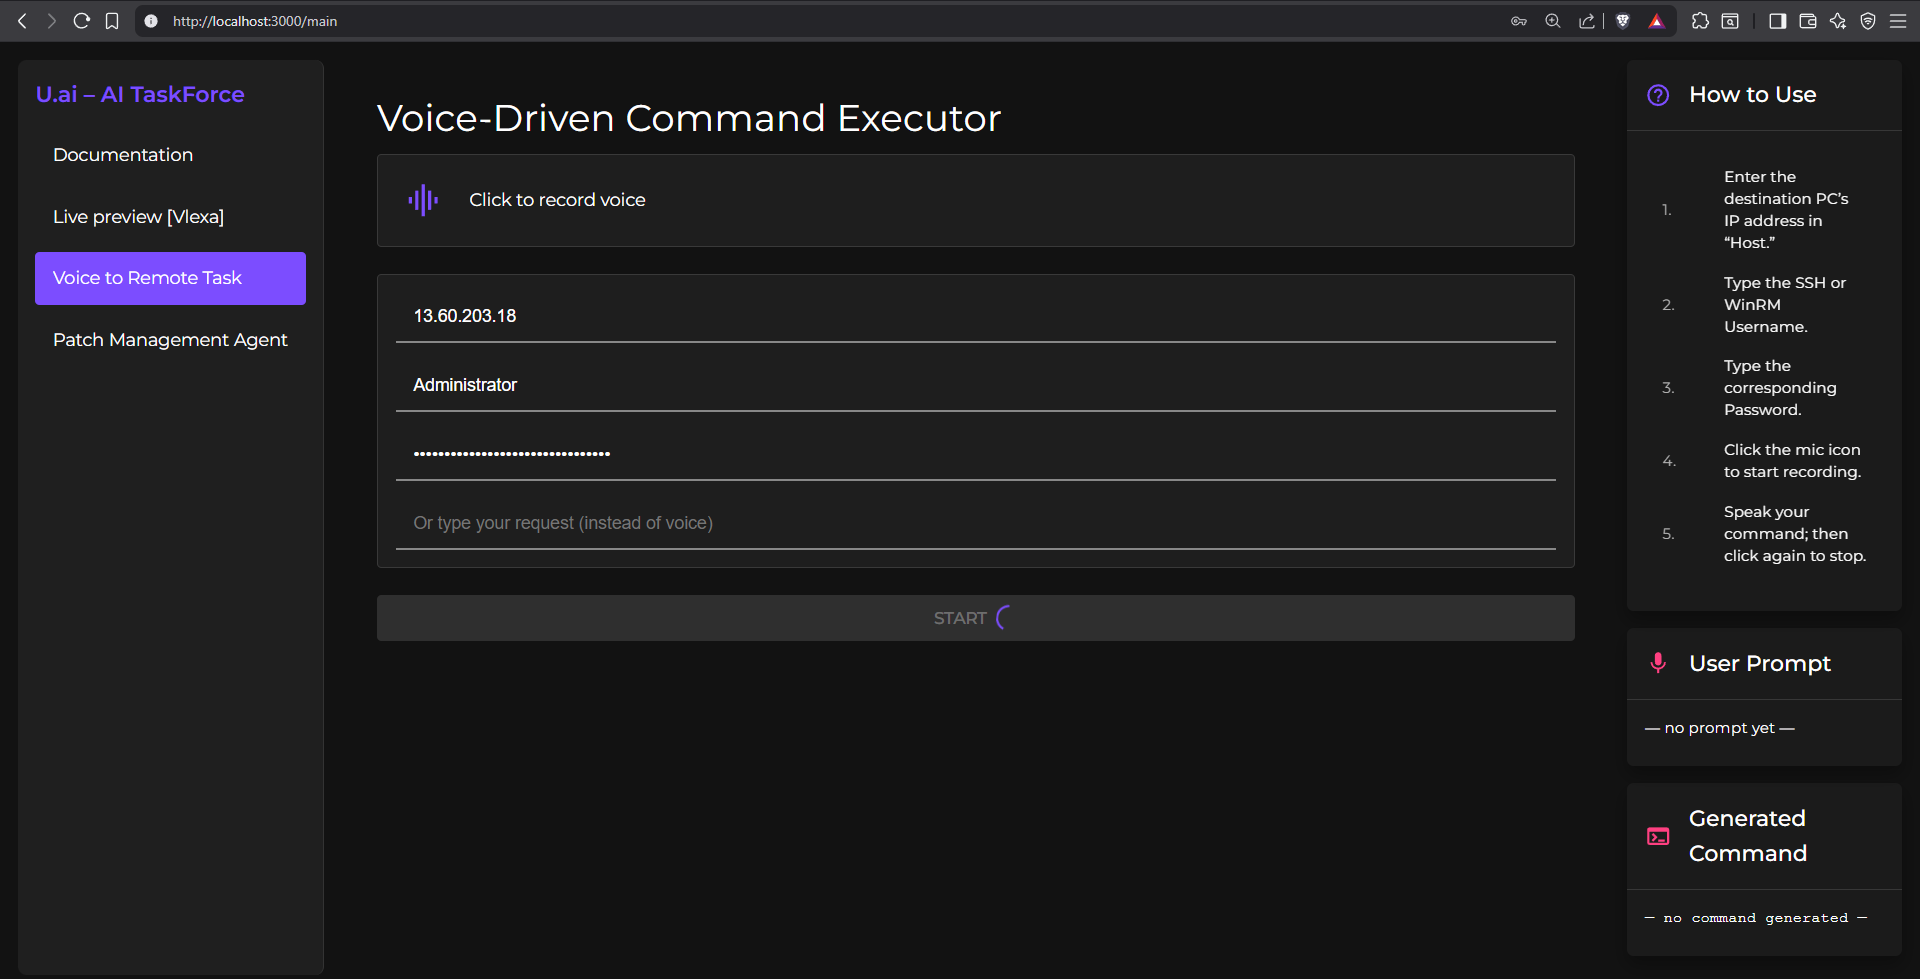 http://localhost:3000/main
U.ai – AI TaskForce
Documentation
Live preview [Vlexa]
Voice to Remote Task
Patch Management Agent
Voice-Driven Command Executor
Click to record voice
13.60.203.18
Administrator
••••••••••••••••••••••••••••••••
Or type your request (instead of voice)
START
How to Use
1.
Enter the
destination PC’s
IP address in
“Host.”
2.
Type the SSH or
WinRM
Username.
3.
Type the
corresponding
Password.
4.
Click the mic icon
to start recording.
5.
Speak your
command; then
click again to stop.
User Prompt
— no prompt yet —
Generated
Command
— no command generated —